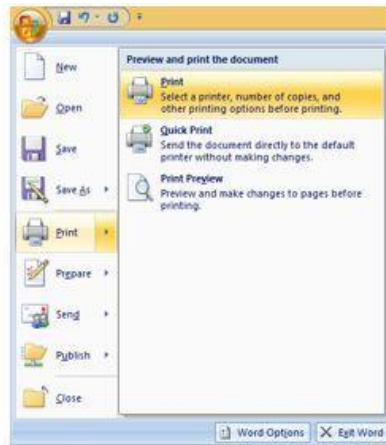 New
Open
Save
Save As
Print
Prepare
Send
Publish
Close
Preview and print the document
Print
Select a printer, number of copies, and
other printing options before printing.
Quick Print
Send the document directly to the default
printer without making changes.
Print Preview
Preview and make changes to pages before
printing.
Word Options
Exit Word